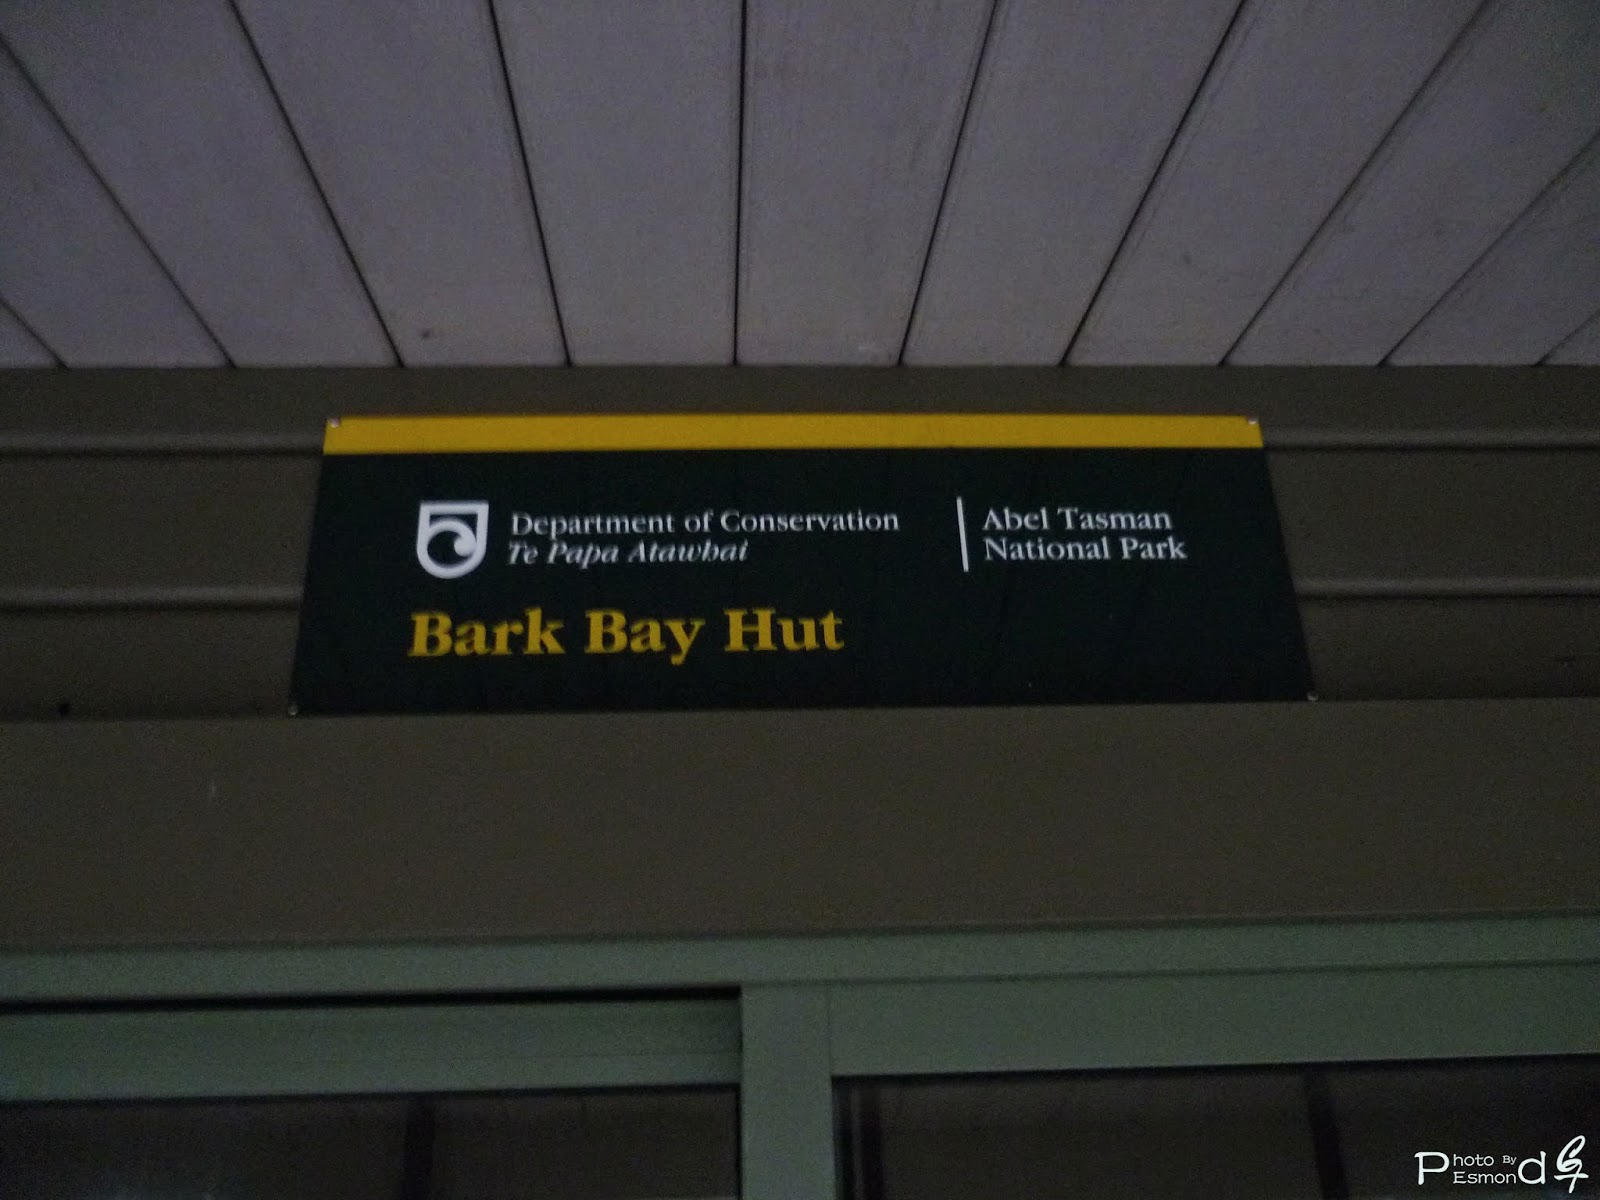 Department of Conservation
Te Papa Atawhai
Abel Tasman
National Park
Bark Bay Hut
Photo By
Esmond